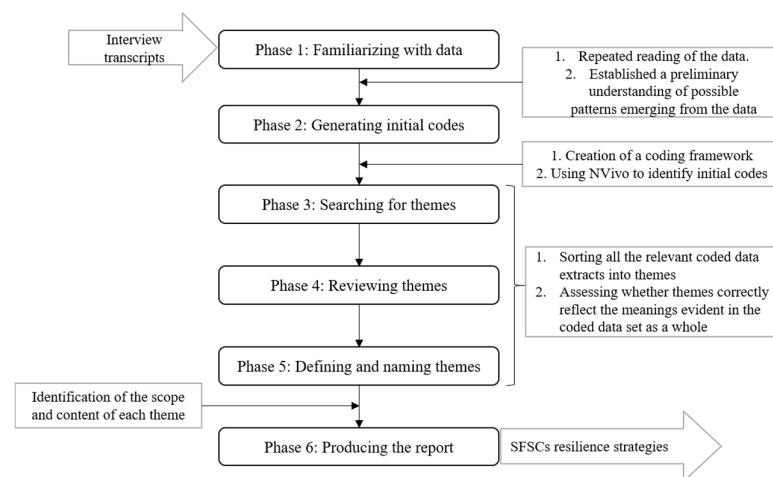 Interview
transcripts
Phase 1: Familiarizing with data
1. Repeated reading of the data.
2. Established a preliminary
understanding of possible
patterns emerging from the data
Phase 2: Generating initial codes
1. Creation of a coding framework
2. Using NVivo to identify initial codes
Phase 3: Searching for themes
1. Sorting all the relevant coded data
extracts into themes
2. Assessing whether themes correctly
reflect the meanings evident in the
coded data set as a whole
Phase 4: Reviewing themes
Phase 5: Defining and naming themes
Identification of the scope
and content of each theme
Phase 6: Producing the report
SFSCs resilience strategies